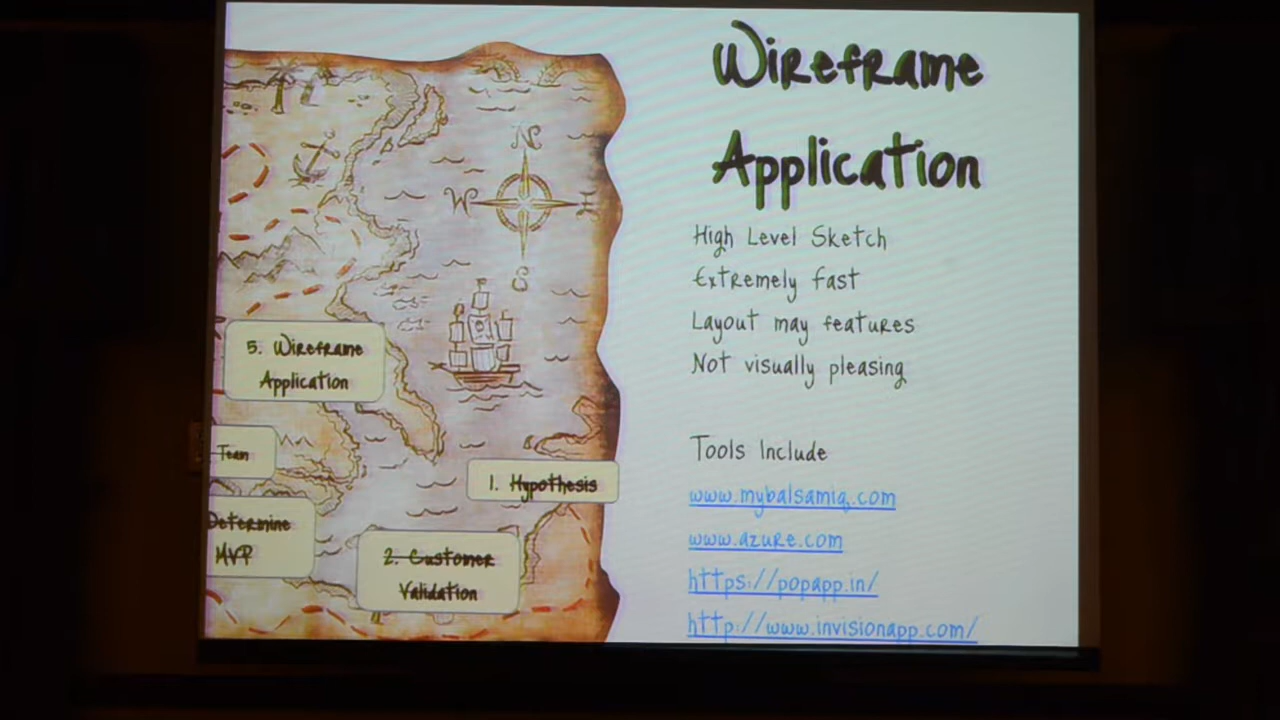 Wireframe
Application
High Level Sketch
Extremely fast
Layout may features
Not visually pleasing
Tools Include
www.mybalsamiq.com
www.azure.com
https://popapp.in/
http://www.invisionapp.com/
N
W
E
S
5. Wireframe
Application
Team
1. Hypothesis
Determine
MVP
2. Customer
Validation